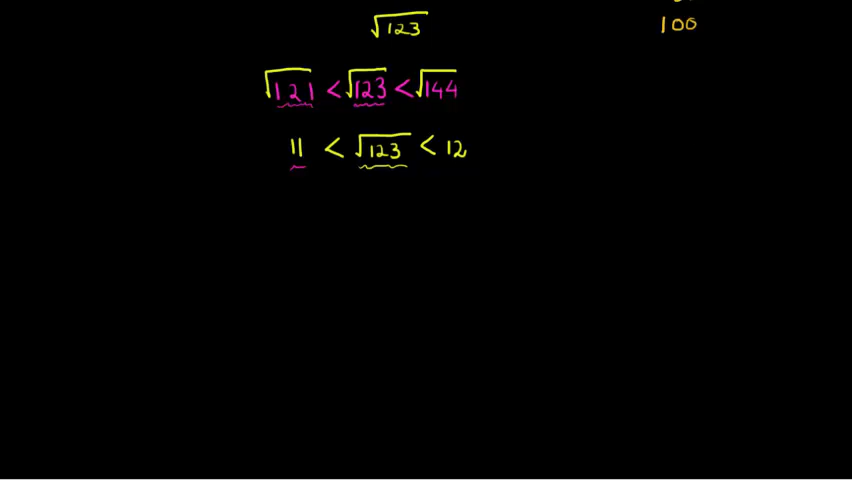 √123
100
√121 < √123 < √144
11 < √123 < 12